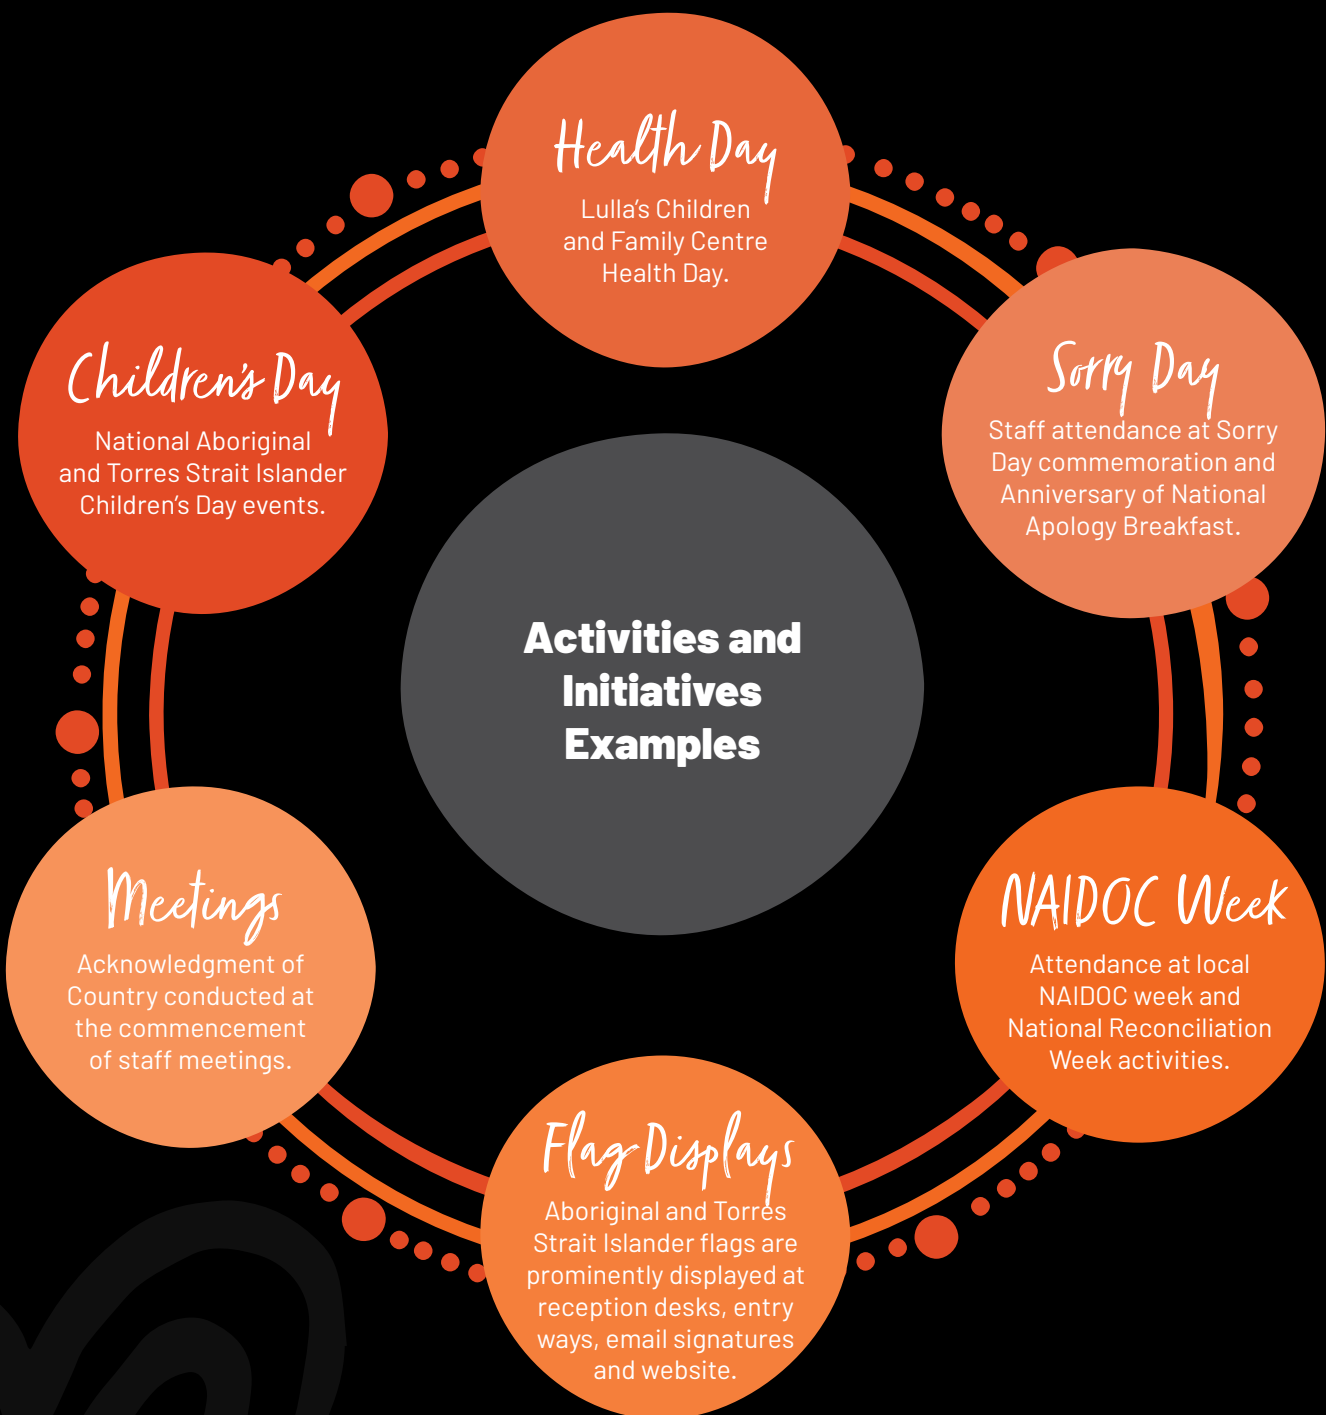 Health Day
Lulla's Children
and Family Centre
Health Day.
Sorry Day
Staff attendance at Sorry
Day commemoration and
Anniversary of National
Apology Breakfast.
Children's Day
National Aboriginal
and Torres Strait Islander
Children's Day events.
Activities and
Initiatives
Examples
NAIDOC Week
Attendance at local
NAIDOC week and
National Reconciliation
Week activities.
Meetings
Acknowledgment of
Country conducted at
the commencement
of staff meetings.
Flag Displays
Aboriginal and Torres
Strait Islander flags are
prominently displayed at
reception desks, entry
ways, email signatures
and website.